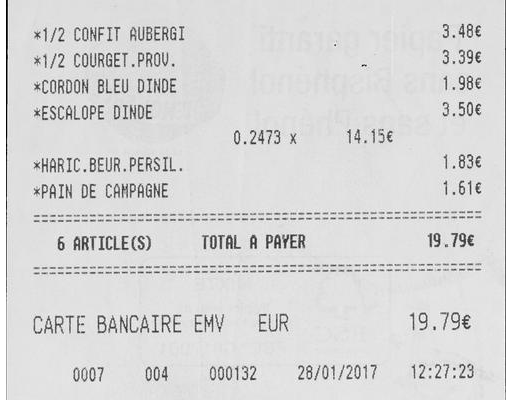 *1/2 CONFIT AUBERGI 3.48€
*1/2 COURGET.PROV. 3.39€
*CORDON BLEU DINDE 1.98€
*ESCALOPE DINDE 3.50€
0.2473 x 14.15€
*HARIC.BEUR.PERSIL. 1.83€
*PAIN DE CAMPAGNE 1.61€
6 ARTICLE(S) TOTAL A PAYER 19.79€
CARTE BANCAIRE EMV EUR 19.79€
0007 004 000132 28/01/2017 12:27:23